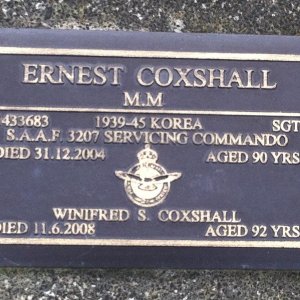 ERNEST COXSHALL
M.M
433683 1939-45 KOREA SGT
S.A.A.F. 3207 SERVICING COMMANDO
DIED 31.12.2004 AGED 90 YRS
WINIFRED S. COXSHALL
DIED 11.6.2008 AGED 92 YRS